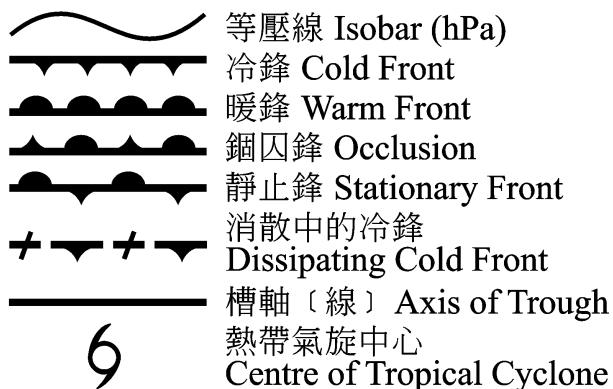 等壓線 Isobar (hPa)
冷鋒 Cold Front
暖鋒 Warm Front
錮囚鋒 Occlusion
靜止鋒 Stationary Front
消散中的冷鋒
Dissipating Cold Front
槽軸﹝線﹞ Axis of Trough
熱帶氣旋中心
Centre of Tropical Cyclone